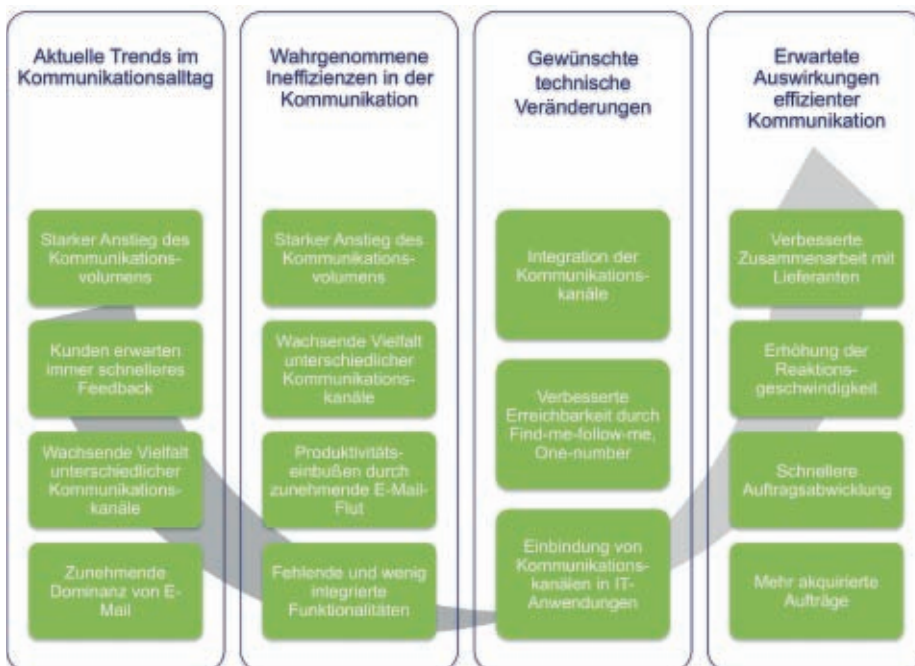 Aktuelle Trends im
Kommunikationsalltag
Starker Anstieg des
Kommunikations-
volumens
Kunden erwarten
immer schnelleres
Feedback
Wachsende Vielfalt
unterschiedlicher
Kommunikations-
kanäle
Zunehmende
Dominanz von E-
Mail
Wahrgenommene
Ineffizienzen in der
Kommunikation
Starker Anstieg des
Kommunikations-
volumens
Wachsende Vielfalt
unterschiedlicher
Kommunikations-
kanäle
Produktivitäts-
einbußen durch
zunehmende E-Mail-
Flut
Fehlende und wenig
integrierte
Funktionalitäten
Gewünschte
technische
Veränderungen
Integration der
Kommunikations-
kanäle
Verbesserte
Erreichbarkeit durch
Find-me-follow-me,
One-number
Einbindung von
Kommunikations-
kanälen in IT-
Anwendungen
Erwartete
Auswirkungen
effizienter
Kommunikation
Verbesserte
Zusammenarbeit mit
Lieferanten
Erhöhung der
Reaktions-
geschwindigkeit
Schnellere
Auftragsabwicklung
Mehr akquirierte
Aufträge